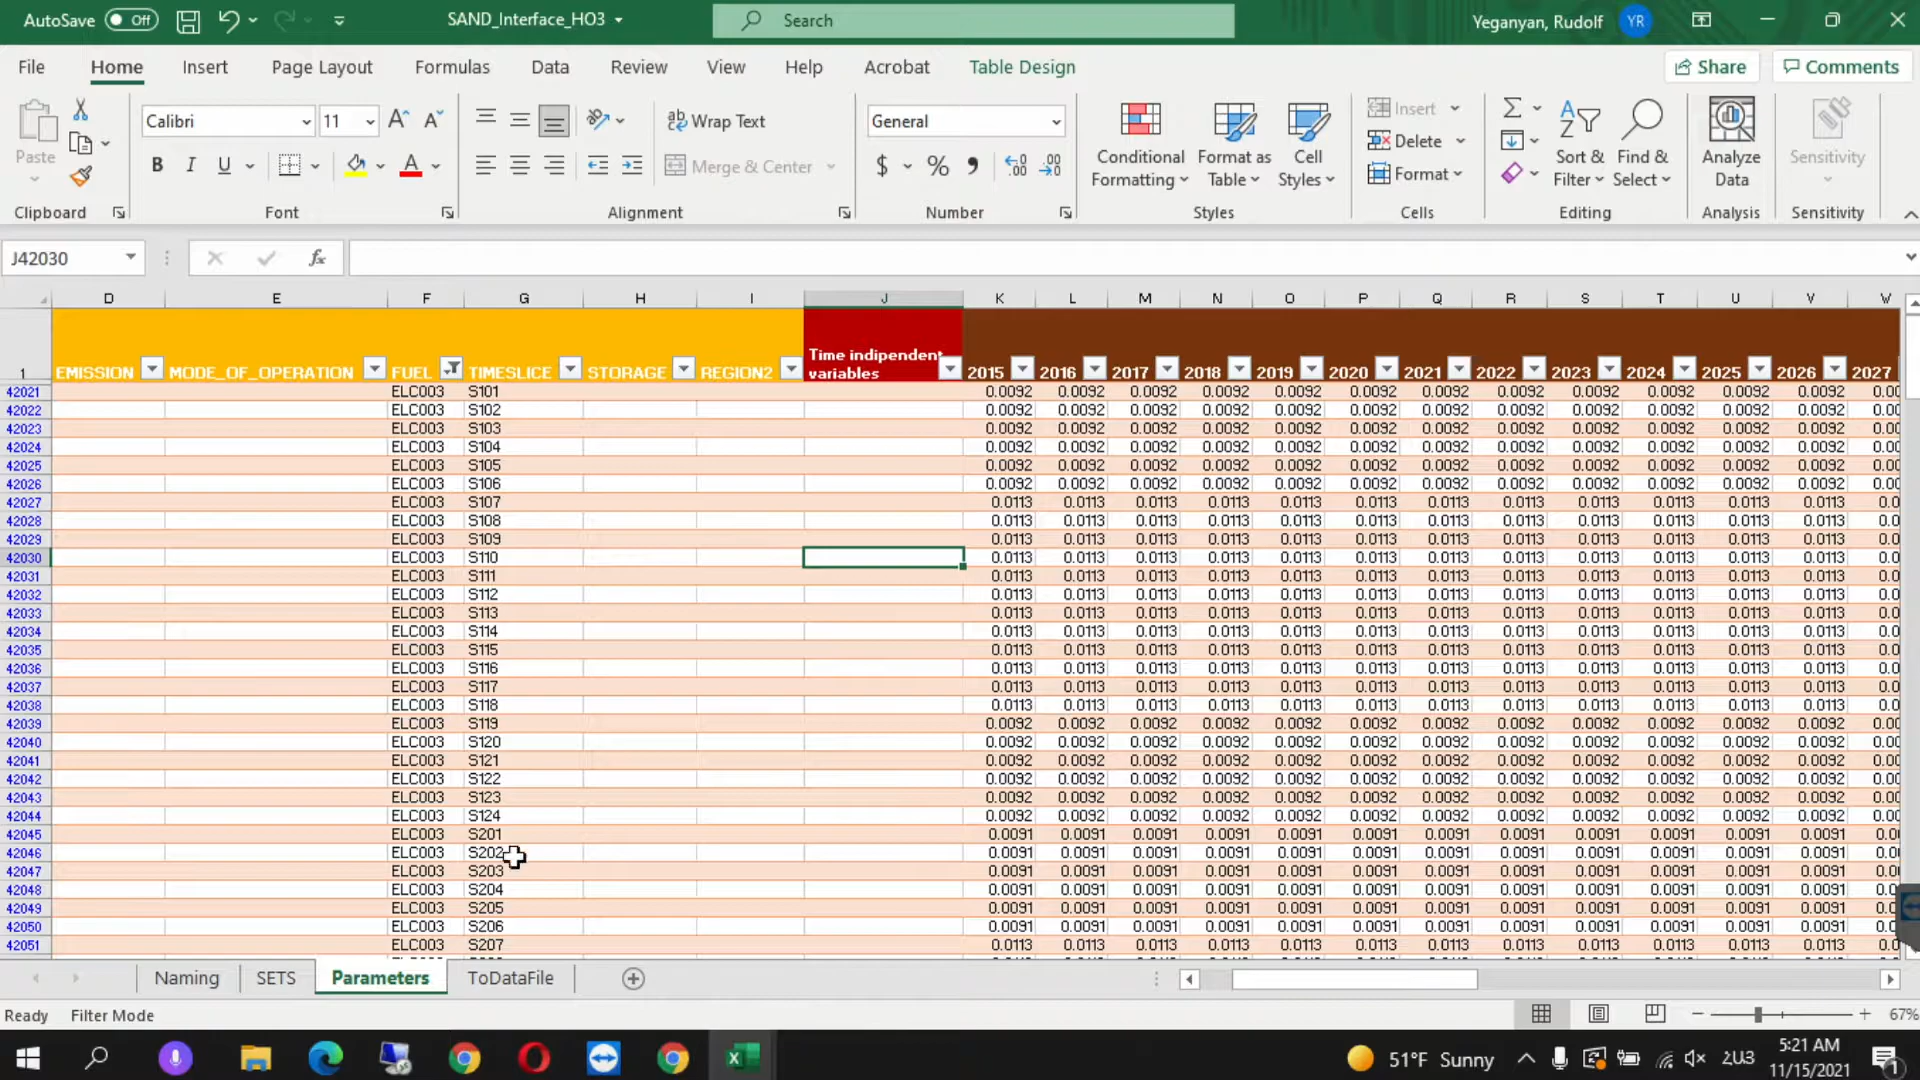 AutoSave Off SAND_Interface_HO3 Search Yeganyan, Rudolf YR
File Home Insert Page Layout Formulas Data Review View Help Acrobat Table Design Share Comments
Calibri 11 Wrap Text General Insert
Paste Merge & Center Conditional Formatting Format as Table Cell Styles Delete Format Sort & Filter Find & Select Analyze Data Sensitivity
Clipboard Font Alignment Number Styles Cells Editing Analysis Sensitivity
J42030 fx
D E F G H I J K L M N O P Q R S T U V W
1 EMISSION MODE_OF_OPERATION FUEL TIMESLICE STORAGE REGION2 Time indipendent variables 2015 2016 2017 2018 2019 2020 2021 2022 2023 2024 2025 2026 2027
42021 ELC003 S101 0.0092 0.0092 0.0092 0.0092 0.0092 0.0092 0.0092 0.0092 0.0092 0.0092 0.0092 0.0092 0.00
42022 ELC003 S102 0.0092 0.0092 0.0092 0.0092 0.0092 0.0092 0.0092 0.0092 0.0092 0.0092 0.0092 0.0092 0.00
42023 ELC003 S103 0.0092 0.0092 0.0092 0.0092 0.0092 0.0092 0.0092 0.0092 0.0092 0.0092 0.0092 0.0092 0.00
42024 ELC003 S104 0.0092 0.0092 0.0092 0.0092 0.0092 0.0092 0.0092 0.0092 0.0092 0.0092 0.0092 0.0092 0.00
42025 ELC003 S105 0.0092 0.0092 0.0092 0.0092 0.0092 0.0092 0.0092 0.0092 0.0092 0.0092 0.0092 0.0092 0.00
42026 ELC003 S106 0.0092 0.0092 0.0092 0.0092 0.0092 0.0092 0.0092 0.0092 0.0092 0.0092 0.0092 0.0092 0.00
42027 ELC003 S107 0.0113 0.0113 0.0113 0.0113 0.0113 0.0113 0.0113 0.0113 0.0113 0.0113 0.0113 0.0113 0.0
42028 ELC003 S108 0.0113 0.0113 0.0113 0.0113 0.0113 0.0113 0.0113 0.0113 0.0113 0.0113 0.0113 0.0113 0.0
42029 ELC003 S109 0.0113 0.0113 0.0113 0.0113 0.0113 0.0113 0.0113 0.0113 0.0113 0.0113 0.0113 0.0113 0.0
42030 ELC003 S110 0.0113 0.0113 0.0113 0.0113 0.0113 0.0113 0.0113 0.0113 0.0113 0.0113 0.0113 0.0113 0.0
42031 ELC003 S111 0.0113 0.0113 0.0113 0.0113 0.0113 0.0113 0.0113 0.0113 0.0113 0.0113 0.0113 0.0113 0.0
42032 ELC003 S112 0.0113 0.0113 0.0113 0.0113 0.0113 0.0113 0.0113 0.0113 0.0113 0.0113 0.0113 0.0113 0.0
42033 ELC003 S113 0.0113 0.0113 0.0113 0.0113 0.0113 0.0113 0.0113 0.0113 0.0113 0.0113 0.0113 0.0113 0.0
42034 ELC003 S114 0.0113 0.0113 0.0113 0.0113 0.0113 0.0113 0.0113 0.0113 0.0113 0.0113 0.0113 0.0113 0.0
42035 ELC003 S115 0.0113 0.0113 0.0113 0.0113 0.0113 0.0113 0.0113 0.0113 0.0113 0.0113 0.0113 0.0113 0.0
42036 ELC003 S116 0.0113 0.0113 0.0113 0.0113 0.0113 0.0113 0.0113 0.0113 0.0113 0.0113 0.0113 0.0113 0.0
42037 ELC003 S117 0.0113 0.0113 0.0113 0.0113 0.0113 0.0113 0.0113 0.0113 0.0113 0.0113 0.0113 0.0113 0.0
42038 ELC003 S118 0.0113 0.0113 0.0113 0.0113 0.0113 0.0113 0.0113 0.0113 0.0113 0.0113 0.0113 0.0113 0.0
42039 ELC003 S119 0.0092 0.0092 0.0092 0.0092 0.0092 0.0092 0.0092 0.0092 0.0092 0.0092 0.0092 0.0092 0.00
42040 ELC003 S120 0.0092 0.0092 0.0092 0.0092 0.0092 0.0092 0.0092 0.0092 0.0092 0.0092 0.0092 0.0092 0.00
42041 ELC003 S121 0.0092 0.0092 0.0092 0.0092 0.0092 0.0092 0.0092 0.0092 0.0092 0.0092 0.0092 0.0092 0.00
42042 ELC003 S122 0.0092 0.0092 0.0092 0.0092 0.0092 0.0092 0.0092 0.0092 0.0092 0.0092 0.0092 0.0092 0.00
42043 ELC003 S123 0.0092 0.0092 0.0092 0.0092 0.0092 0.0092 0.0092 0.0092 0.0092 0.0092 0.0092 0.0092 0.00
42044 ELC003 S124 0.0092 0.0092 0.0092 0.0092 0.0092 0.0092 0.0092 0.0092 0.0092 0.0092 0.0092 0.0092 0.00
42045 ELC003 S201 0.0091 0.0091 0.0091 0.0091 0.0091 0.0091 0.0091 0.0091 0.0091 0.0091 0.0091 0.0091 0.0
42046 ELC003 S202 0.0091 0.0091 0.0091 0.0091 0.0091 0.0091 0.0091 0.0091 0.0091 0.0091 0.0091 0.0091 0.0
42047 ELC003 S203 0.0091 0.0091 0.0091 0.0091 0.0091 0.0091 0.0091 0.0091 0.0091 0.0091 0.0091 0.0091 0.0
42048 ELC003 S204 0.0091 0.0091 0.0091 0.0091 0.0091 0.0091 0.0091 0.0091 0.0091 0.0091 0.0091 0.0091 0.0
42049 ELC003 S205 0.0091 0.0091 0.0091 0.0091 0.0091 0.0091 0.0091 0.0091 0.0091 0.0091 0.0091 0.0091 0.0
42050 ELC003 S206 0.0091 0.0091 0.0091 0.0091 0.0091 0.0091 0.0091 0.0091 0.0091 0.0091 0.0091 0.0091 0.0
42051 ELC003 S207 0.0113 0.0113 0.0113 0.0113 0.0113 0.0113 0.0113 0.0113 0.0113 0.0113 0.0113 0.0113 0.0
Naming SETS Parameters ToDataFile
Ready Filter Mode 67%
51°F Sunny ՀԱՅ 5:21 AM
11/15/2021